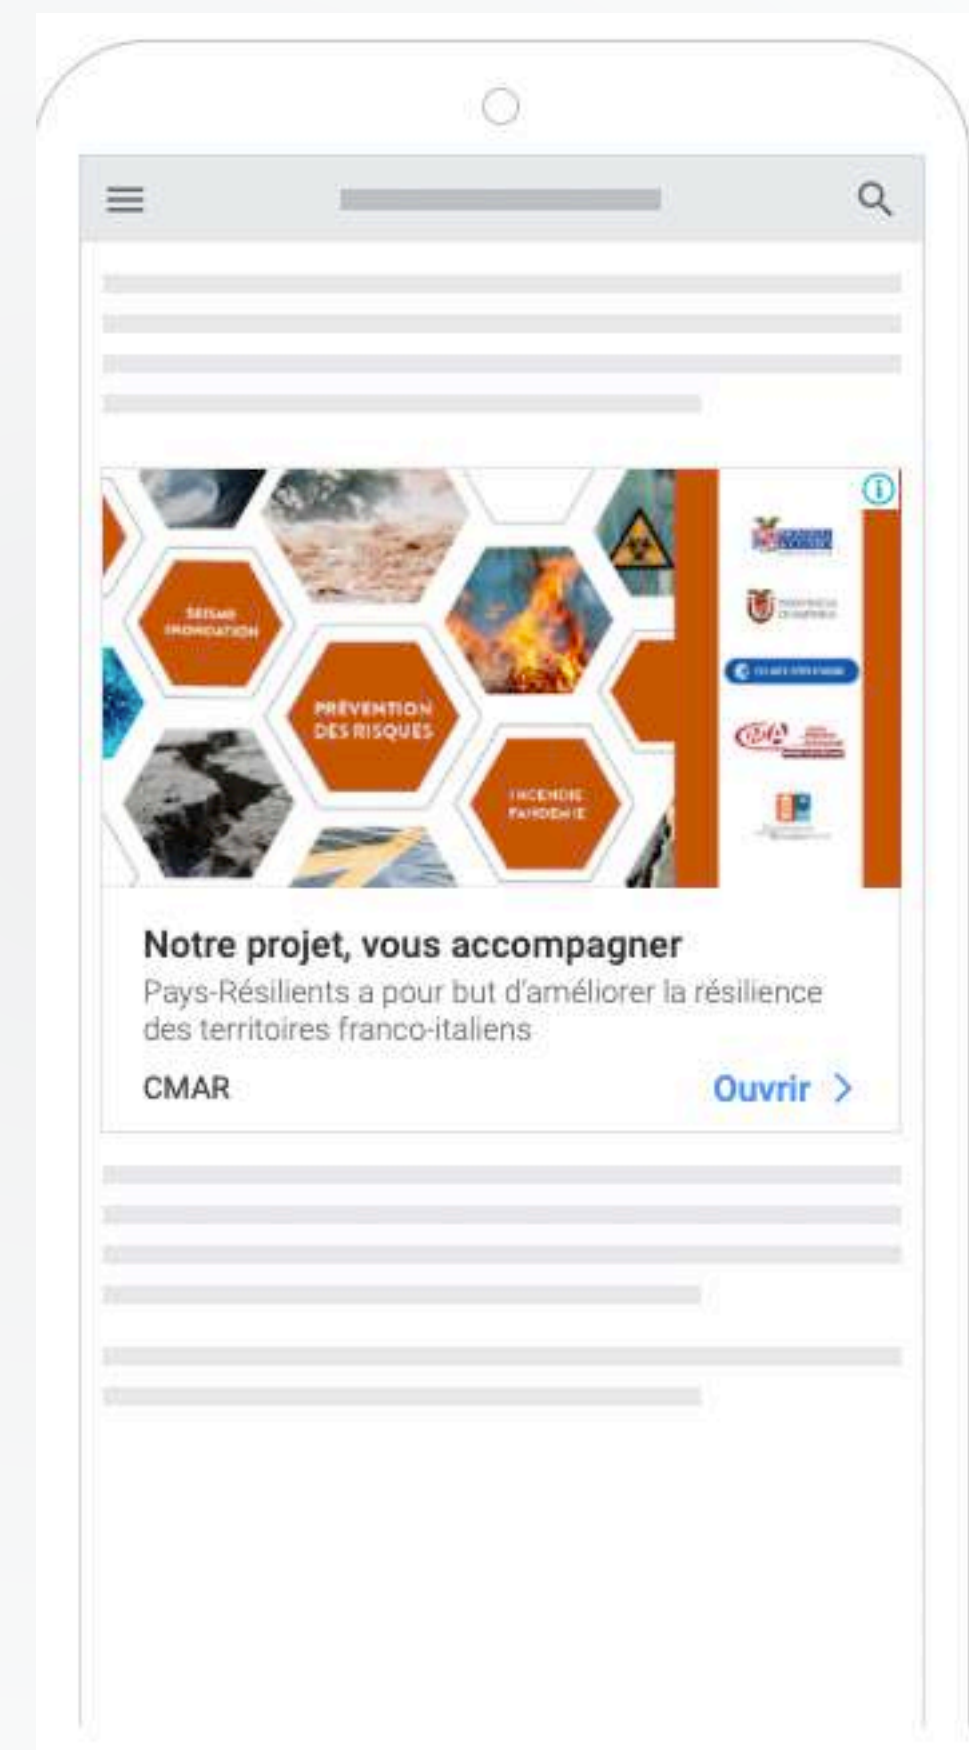 SEISME
INONDATION
PRÉVENTION
DES RISQUES
INCENDIE
PANDEMIE
Notre projet, vous accompagner
Pays-Résilients a pour but d'améliorer la résilience
des territoires franco-italiens
CMAR
Ouvrir